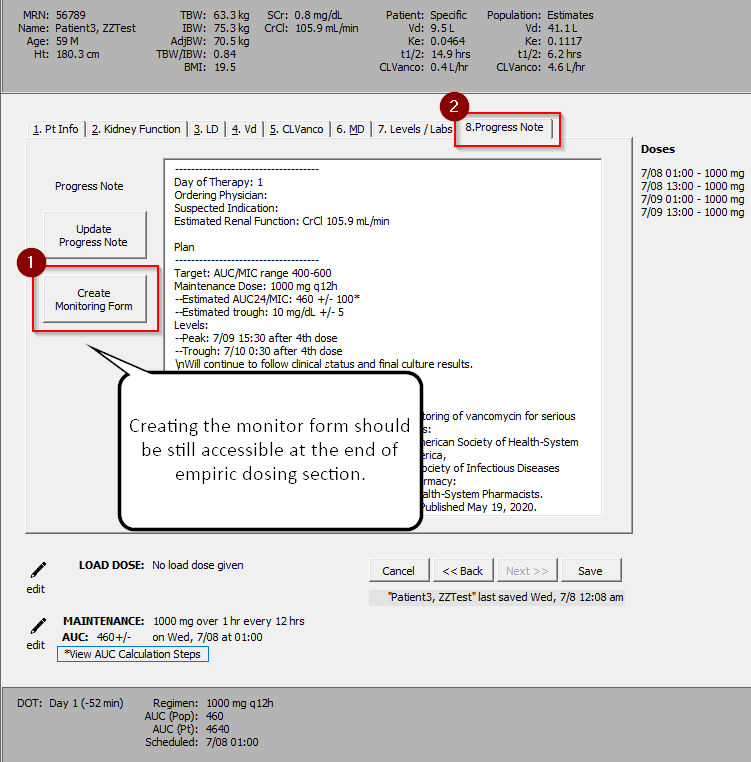 MRN: 56789
Name: Patient3, ZZTest
Age: 59 M
Ht: 180.3 cm
TBW: 63.3 kg
IBW: 75.3 kg
AdjBW: 70.5 kg
TBW/IBW: 0.84
BMI: 19.5
SCr: 0.8 mg/dL
CrCl: 105.9 mL/min
Patient: Specific
Vd: 9.5 L
Ke: 0.0464
t1/2: 14.9 hrs
CLVanco: 0.4 L/hr
Population: Estimates
Vd: 41.1 L
Ke: 0.1117
t1/2: 6.2 hrs
CLVanco: 4.6 L/hr
2
1. Pt Info
2. Kidney Function
3. LD
4. Vd
5. CLVanco
6. MD
7. Levels / Labs
8.Progress Note
Doses
7/08 01:00 - 1000 mg
7/08 13:00 - 1000 mg
7/09 01:00 - 1000 mg
7/09 13:00 - 1000 mg
Progress Note
Update
Progress Note
1
Create
Monitoring Form
-----------------------------------
Day of Therapy: 1
Ordering Physician:
Suspected Indication:
Estimated Renal Function: CrCl 105.9 mL/min
Plan
-----------------------------------
Target: AUC/MIC range 400-600
Maintenance Dose: 1000 mg q12h
--Estimated AUC24/MIC: 460 +/- 100*
--Estimated trough: 10 mg/dL +/- 5
Levels:
--Peak: 7/09 15:30 after 4th dose
--Trough: 7/10 0:30 after 4th dose
\nWill continue to follow clinical status and final culture results.
toring of vancomycin for serious
s:
merican Society of Health-System
erica,
ociety of Infectious Diseases
rmacy:
alth-System Pharmacists.
Published May 19, 2020.
Creating the monitor form should
be still accessible at the end of
empiric dosing section.
edit
LOAD DOSE: No load dose given
Cancel
<< Back
Next >>
Save
"Patient3, ZZTest" last saved Wed, 7/8 12:08 am
edit
MAINTENANCE: 1000 mg over 1 hr every 12 hrs
AUC: 460+/- on Wed, 7/08 at 01:00
*View AUC Calculation Steps
DOT: Day 1 (-52 min)
Regimen: 1000 mg q12h
AUC (Pop): 460
AUC (Pt): 4640
Scheduled: 7/08 01:00